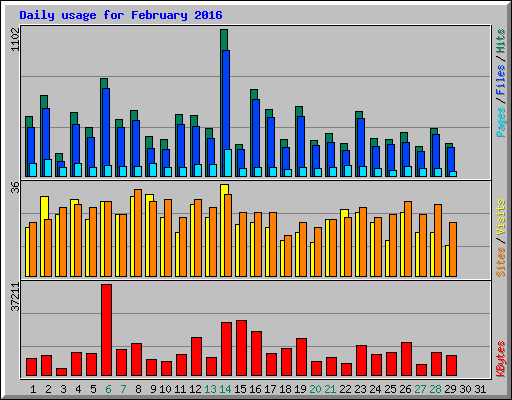 Daily usage for February 2016
1102
Pages / Files / Hits
36
Sites / Visits
37211
KBytes
1 2 3 4 5 6 7 8 9 10 11 12 13 14 15 16 17 18 19 20 21 22 23 24 25 26 27 28 29 30 31